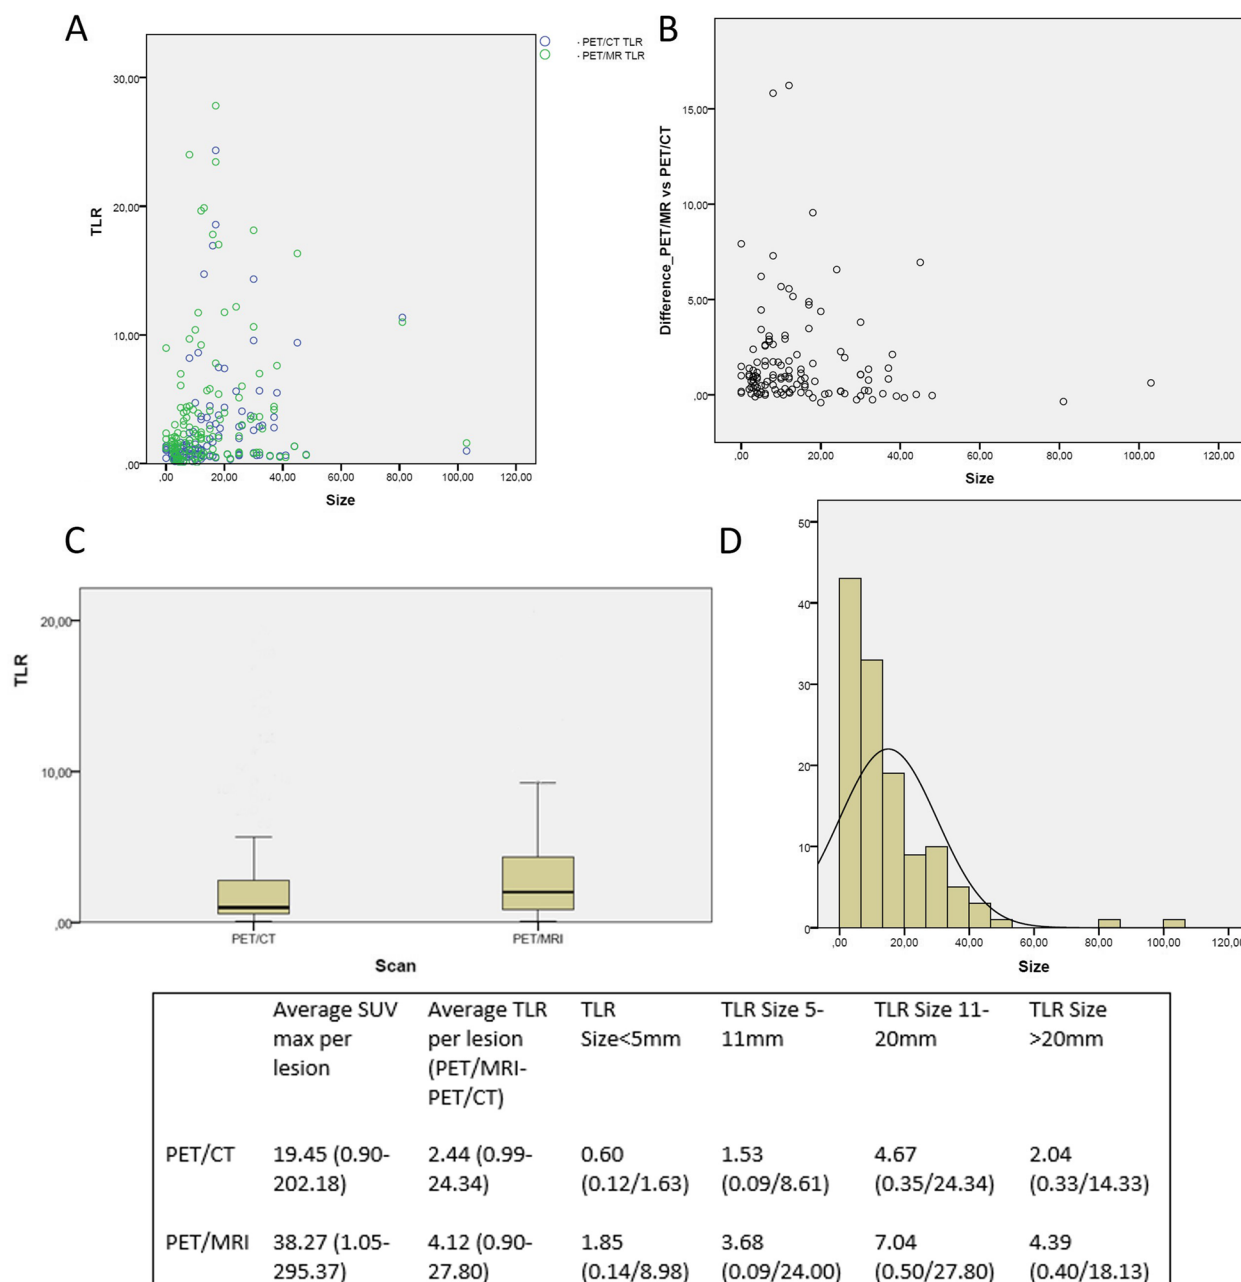 A
· PET/CT TLR
· PET/MR TLR
30,00
20,00
10,00
,00
TLR
,00
20,00
40,00
60,00
80,00
100,00
120,00
Size
B
15,00
10,00
5,00
,00
Difference_PET/MR vs PET/CT
,00
20,00
40,00
60,00
80,00
100,00
120,00
Size
C
20,00
10,00
,00
TLR
PET/CT
PET/MRI
Scan
D
50
40
30
20
10
0
,00
20,00
40,00
60,00
80,00
100,00
120,00
Size
Average SUV
max per
lesion
Average TLR
per lesion
(PET/MRI-
PET/CT)
TLR
Size<5mm
TLR Size 5-
11mm
TLR Size 11-
20mm
TLR Size
>20mm
PET/CT
19.45 (0.90-
202.18)
2.44 (0.99-
24.34)
0.60
(0.12/1.63)
1.53
(0.09/8.61)
4.67
(0.35/24.34)
2.04
(0.33/14.33)
PET/MRI
38.27 (1.05-
295.37)
4.12 (0.90-
27.80)
1.85
(0.14/8.98)
3.68
(0.09/24.00)
7.04
(0.50/27.80)
4.39
(0.40/18.13)